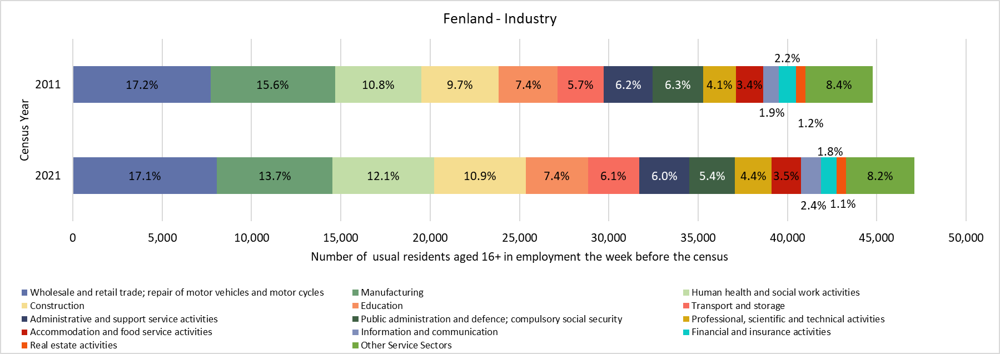 Fenland - Industry
2.2%
2011
17.2% 15.6% 10.8% 9.7% 7.4% 5.7% 6.2% 6.3% 4.1% 3.4% 8.4%
1.9%
1.2%
Census Year
1.8%
2021
17.1% 13.7% 12.1% 10.9% 7.4% 6.1% 6.0% 5.4% 4.4% 3.5% 8.2%
2.4% 1.1%
0 5,000 10,000 15,000 20,000 25,000 30,000 35,000 40,000 45,000 50,000
Number of usual residents aged 16+ in employment the week before the census
Wholesale and retail trade; repair of motor vehicles and motor cycles Manufacturing Human health and social work activities
Construction Education Transport and storage
Administrative and support service activities Public administration and defence; compulsory social security Professional, scientific and technical activities
Accommodation and food service activities Information and communication Financial and insurance activities
Real estate activities Other Service Sectors